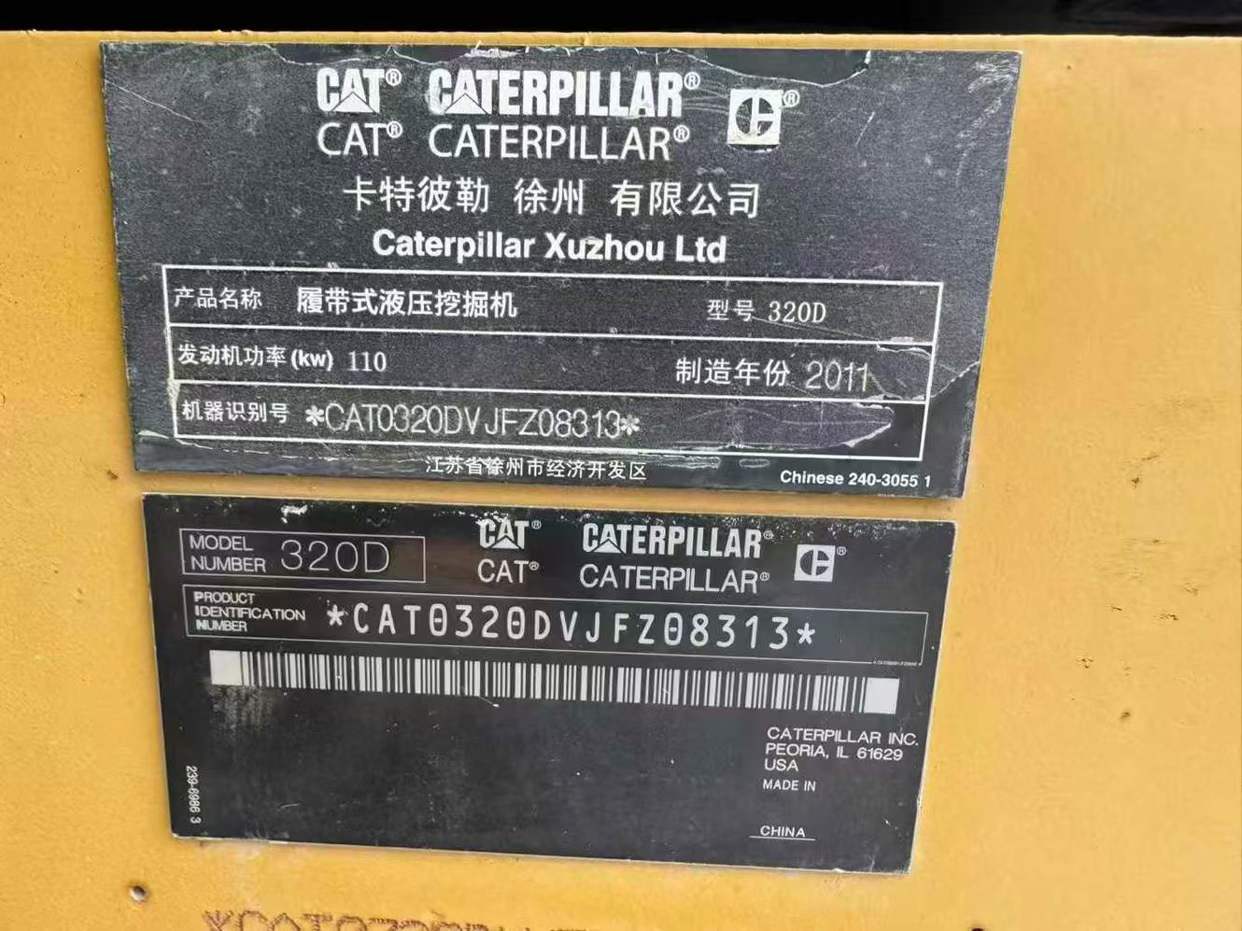 CAT® CATERPILLAR®
CAT® CATERPILLAR®
卡特彼勒 徐州 有限公司
Caterpillar Xuzhou Ltd
产品名称 履带式液压挖掘机 型号 320D
发动机功率(kw) 110 制造年份 2011
机器识别号 *CAT0320DVJFZ08313*
江苏省徐州市经济开发区
Chinese 240-3055 1
MODEL NUMBER 320D
CAT® CATERPILLAR®
CAT® CATERPILLAR®
PRODUCT
IDENTIFICATION
NUMBER
*CAT0320DVJFZ08313*
CATERPILLAR INC.
PEORIA, IL 61629
USA
MADE IN
CHINA
239-6986 3